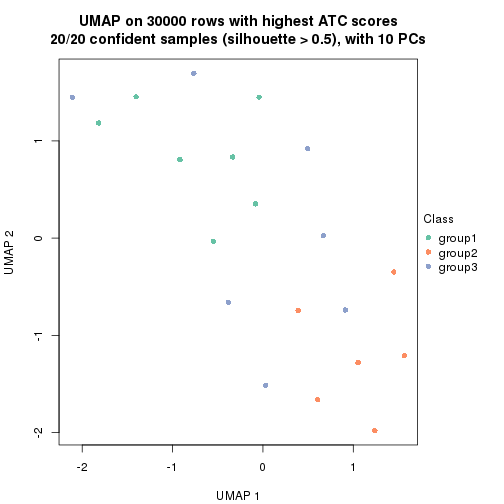 UMAP on 30000 rows with highest ATC scores
20/20 confident samples (silhouette > 0.5), with 10 PCs
UMAP 2
1
0
-1
-2
-2
-1
0
1
UMAP 1
Class
group1
group2
group3